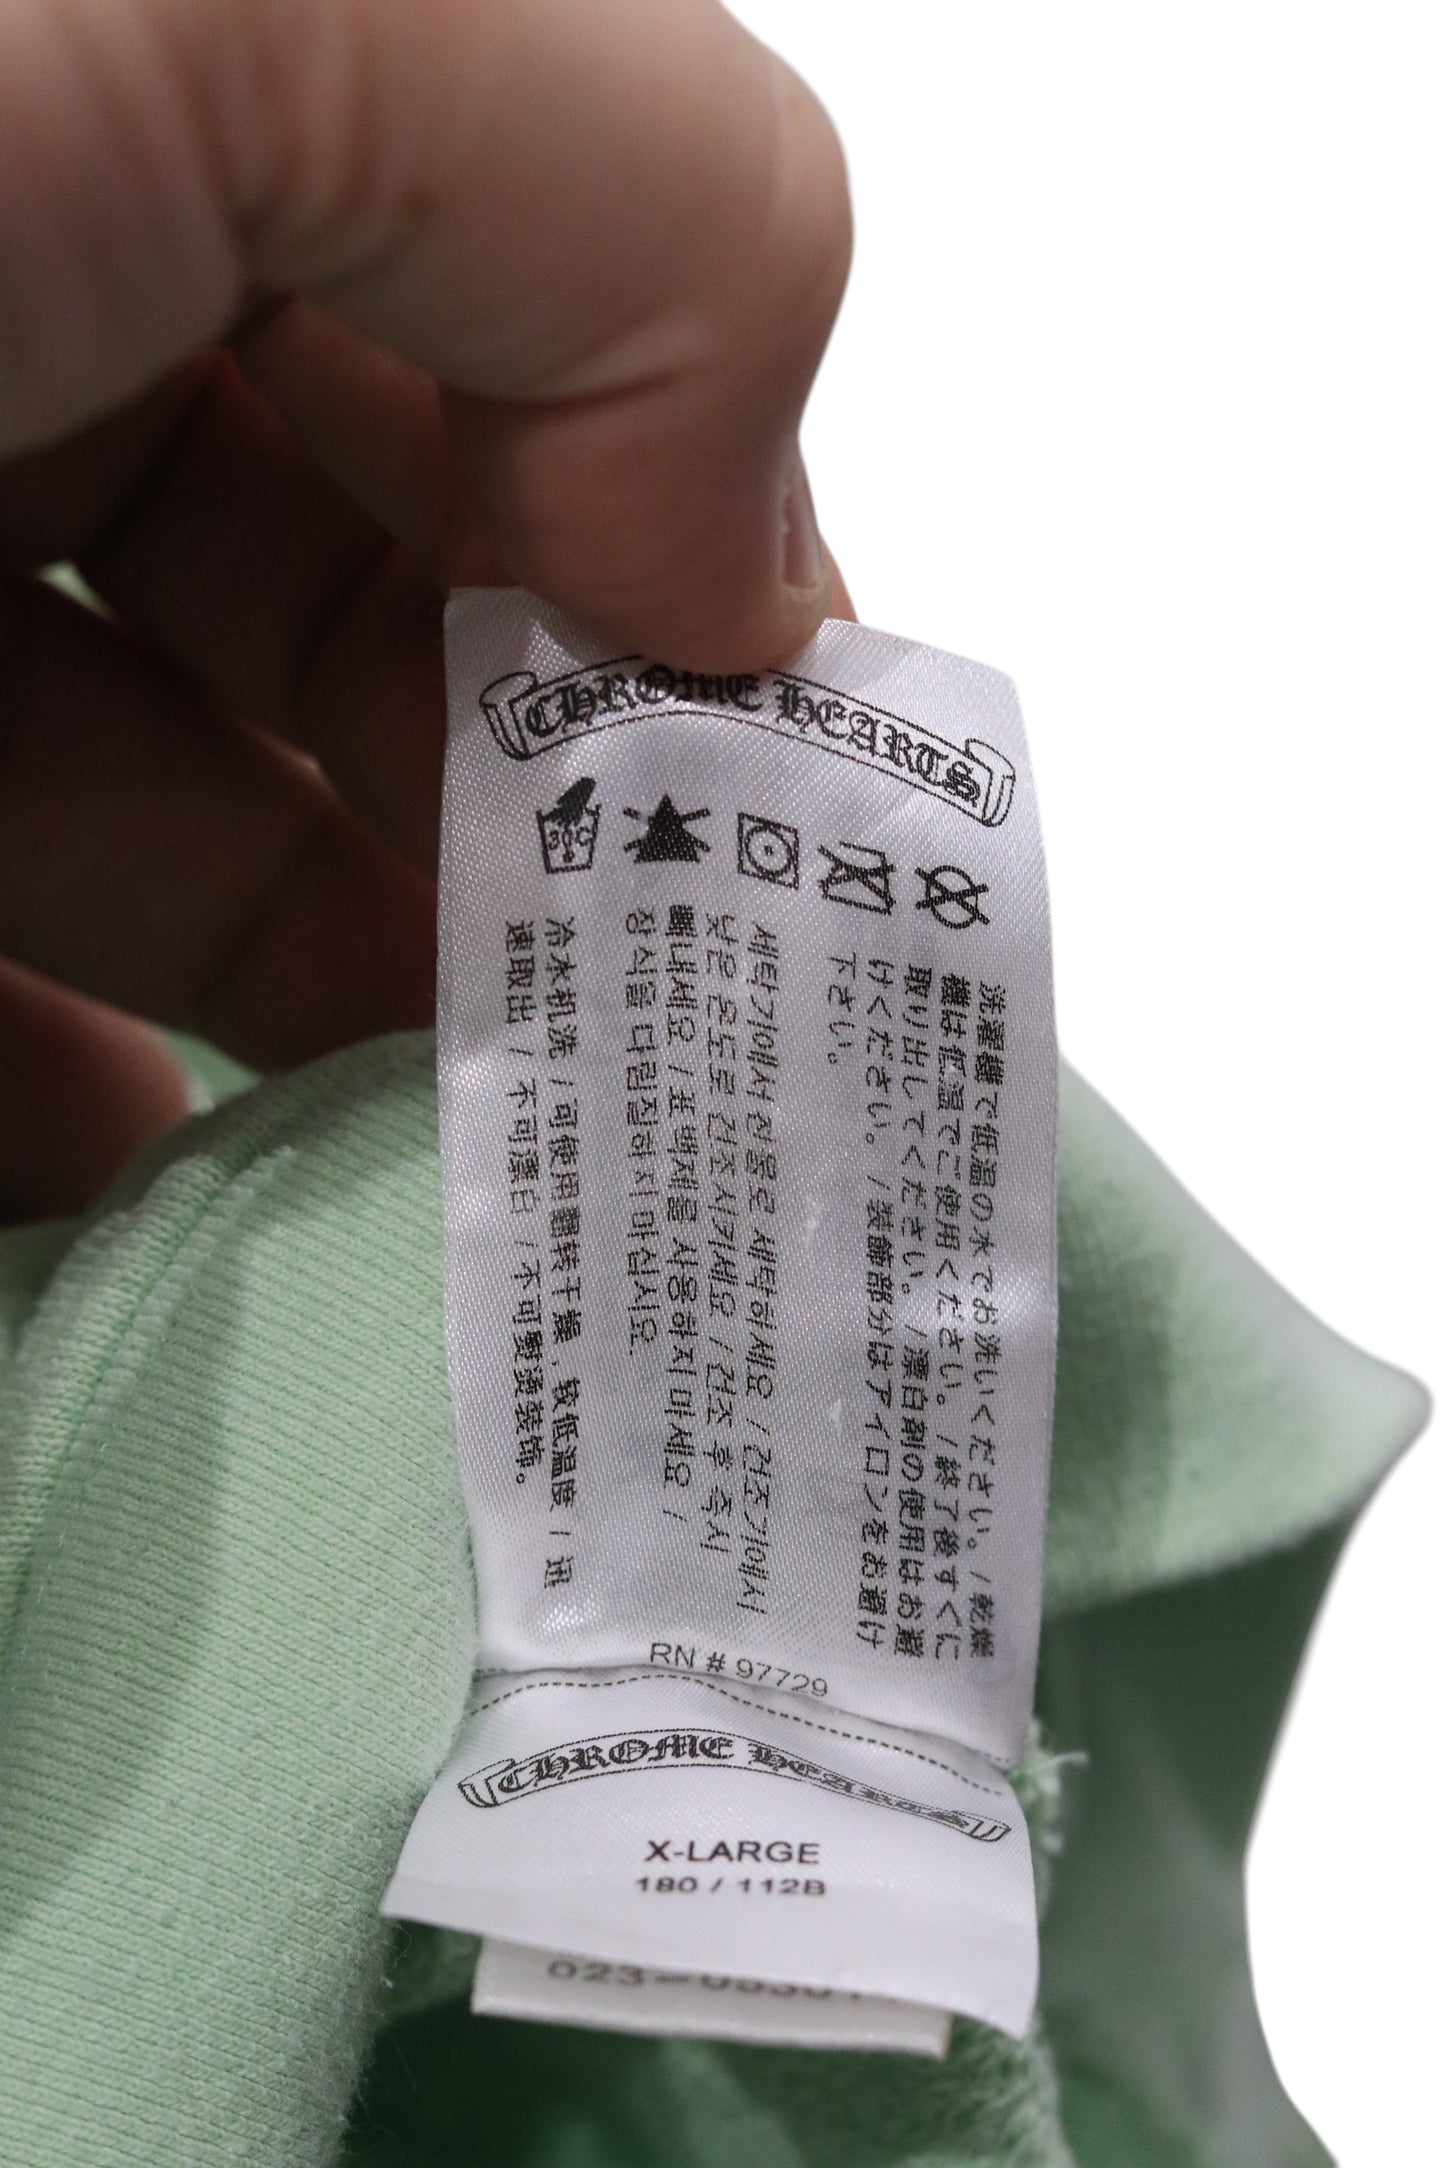 CHROME HEARTS
30C
洗濯機で低温の水でお洗いください。/乾燥
機は低温でご使用ください。/終了後すぐに
取り出してください。/漂白剤の使用はお避
けください。/装飾部分はアイロンをお避け
下さい。
세탁기에서 찬물로 세탁하세요 / 건조기에서
낮은 온도로 건조시키세요 / 건조 후 즉시
빼내세요 / 표백제를 사용하지 마세요 /
장식을 다림질하지 마십시오
冷水机洗 / 可使用翻转干燥，较低温度 / 迅
速取出 / 不可漂白 / 不可熨烫装饰。
RN # 97729
CHROME HEARTS
X-LARGE
180 / 112B